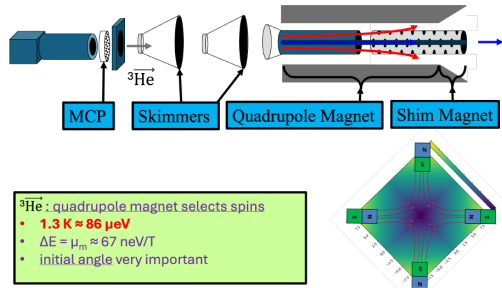 ³He
MCP
Skimmers
Quadrupole Magnet
Shim Magnet
³He : quadrupole magnet selects spins
• 1.3 K ≈ 86 µeV
• ΔE = µₘ ≈ 67 neV/T
• initial angle very important
N
S
S N
N S
S
N